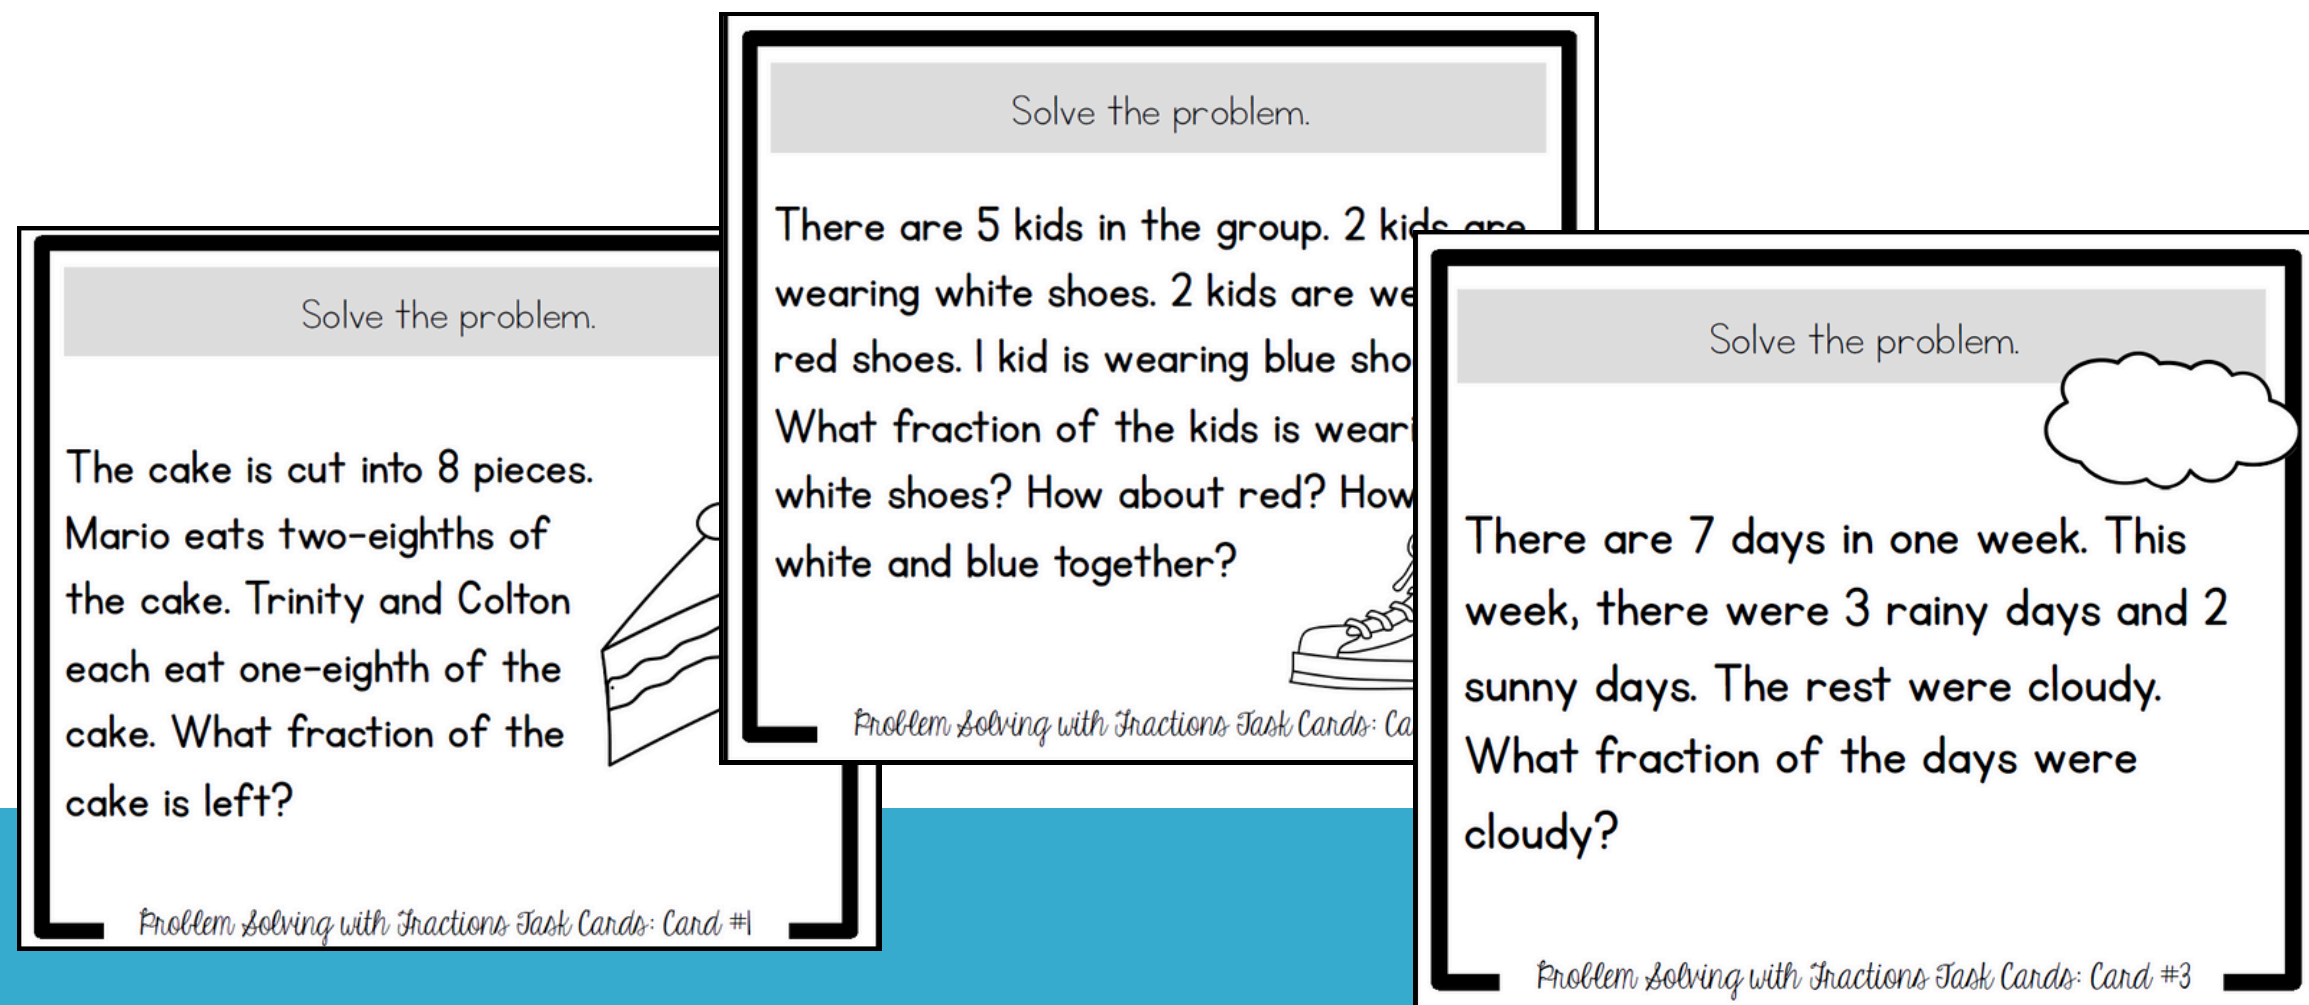 Solve the problem.
The cake is cut into 8 pieces.
Mario eats two-eighths of
the cake. Trinity and Colton
each eat one-eighth of the
cake. What fraction of the
cake is left?
Problem Solving with Fractions Task Cards: Card #1
Solve the problem.
There are 5 kids in the group. 2 kids are
wearing white shoes. 2 kids are
red shoes. 1 kid is wearing blue
What fraction of the kids is
white shoes? How about red? How
white and blue together?
Problem Solving with Fractions Task Cards:
Solve the problem.
There are 7 days in one week. This
week, there were 3 rainy days and 2
sunny days. The rest were cloudy.
What fraction of the days were
cloudy?
Problem Solving with Fractions Task Cards: Card #3